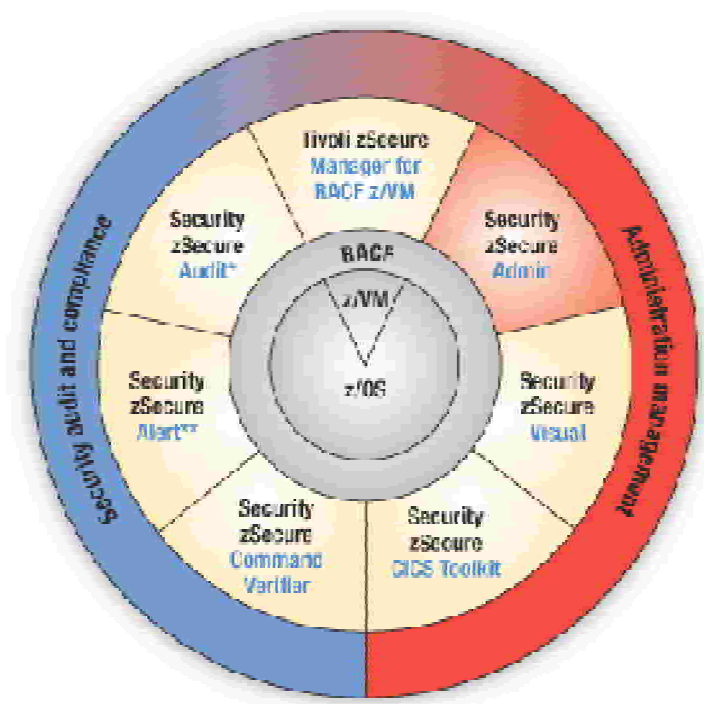 Tivoli zSecure
Manager for
RACF z/VM
Security
zSecure
Admin
Security
zSecure
Visual
Security
zSecure
CICS Toolkit
Security
zSecure
Command
Verifier
Security
zSecure
Alert**
Security
zSecure
Audit*
RACF
z/VM
z/OS
Security audit and compliance
Administration management